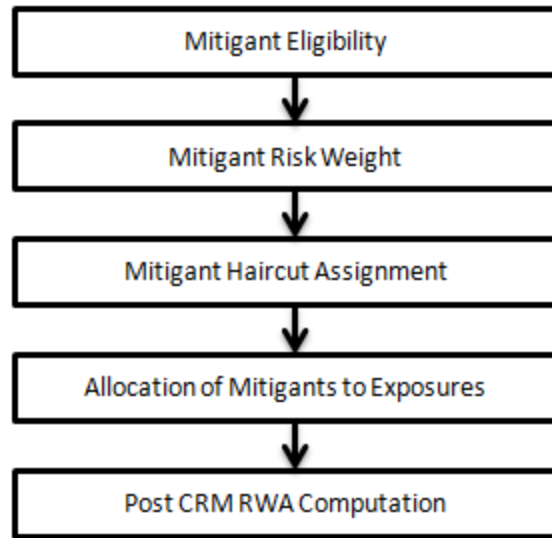 Mitigant Eligibility
Mitigant Risk Weight
Mitigant Haircut Assignment
Allocation of Mitigants to Exposures
Post CRM RWA Computation